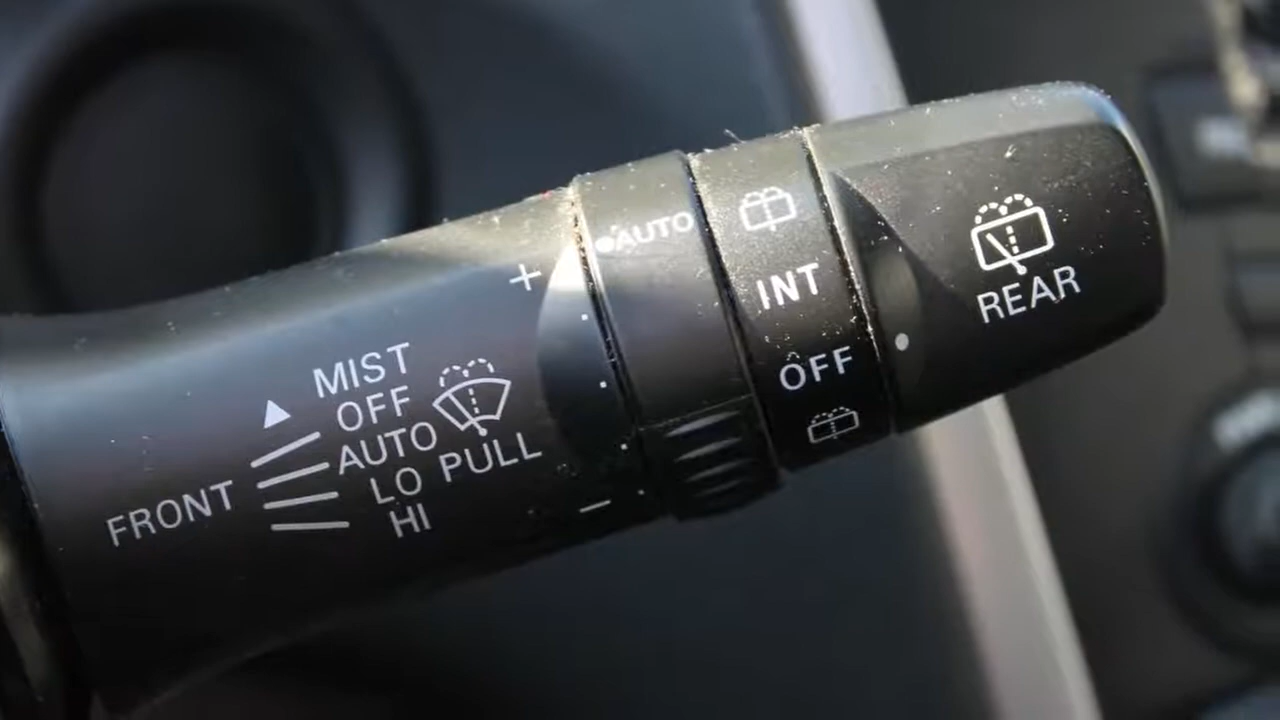 MIST
OFF
AUTO
LO PULL
HI
FRONT
+
−
AUTO
INT
OFF
REAR